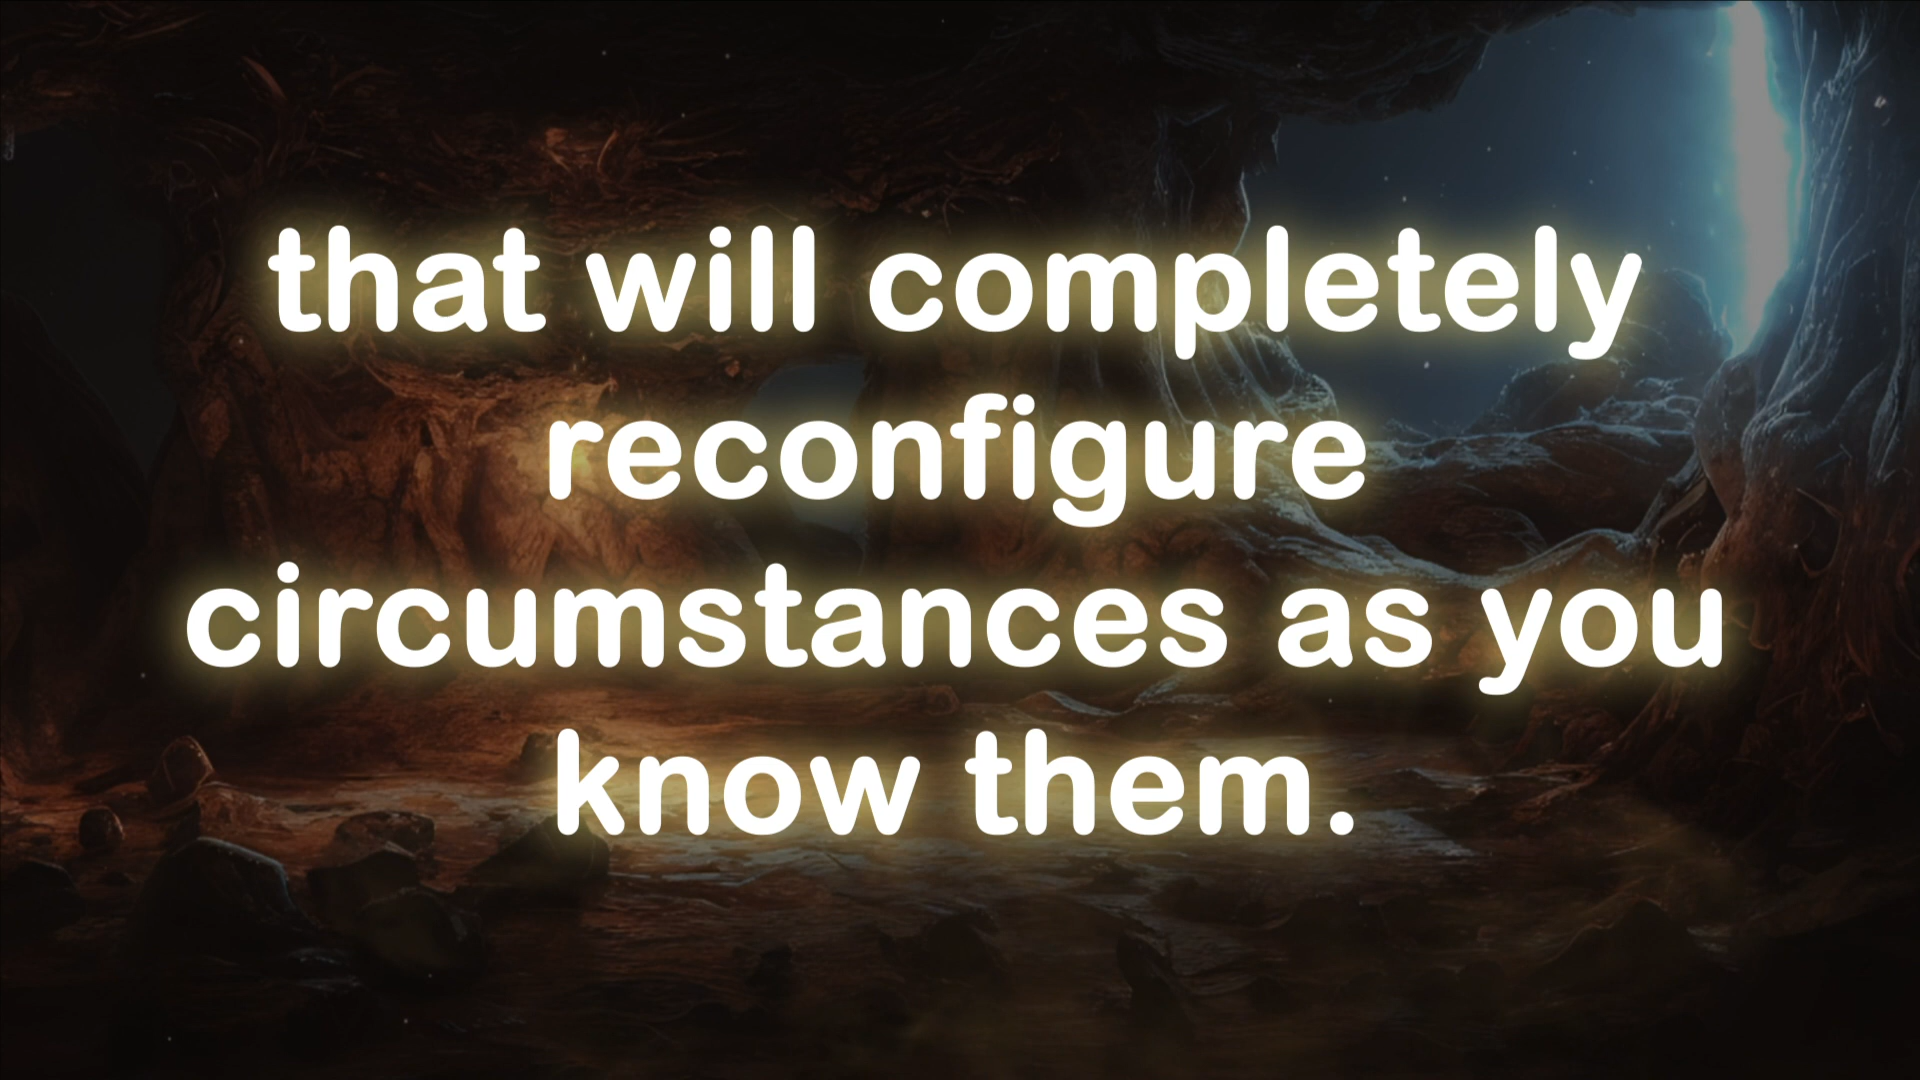 that will completely
reconfigure
circumstances as you
know them.